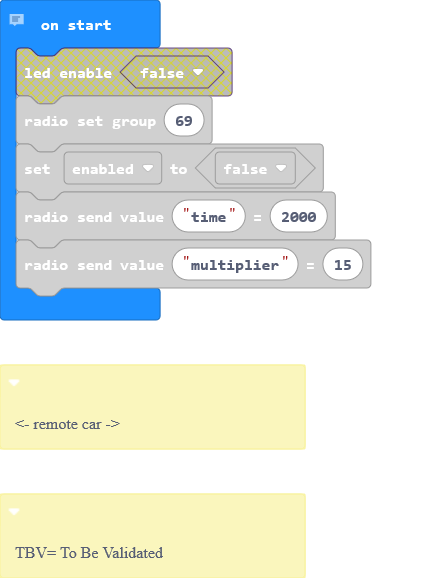 on start
led enable false
radio set group 69
set enabled to false
radio send value "time" = 2000
radio send value "multiplier" = 15
<- remote car ->
TBV= To Be Validated